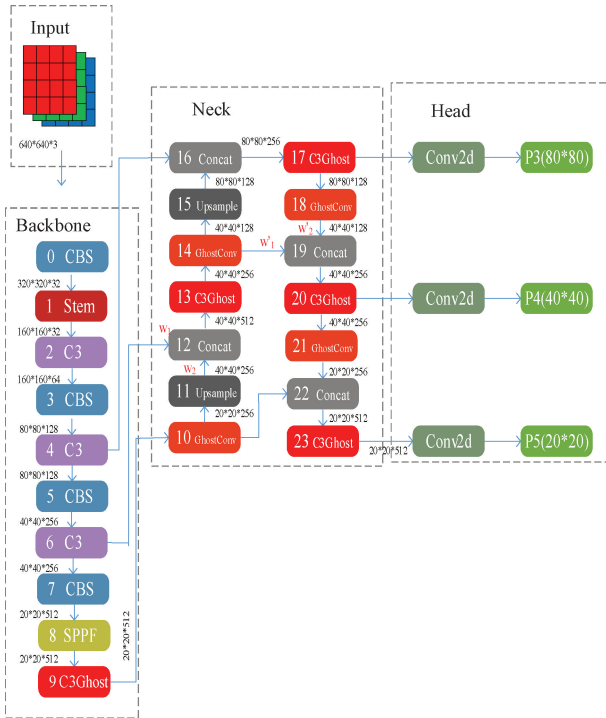 Input
640*640*3
Backbone
0 CBS
320*320*32
1 Stem
160*160*32
2 C3
160*160*64
3 CBS
80*80*128
4 C3
80*80*128
5 CBS
40*40*256
6 C3
40*40*256
7 CBS
20*20*512
8 SPPF
20*20*512
9 C3Ghost
20*20*512
Neck
16 Concat
80*80*256
80*80*128
15 Upsample
40*40*128
14 GhostConv
W'1
40*40*256
13 C3Ghost
40*40*512
W1
12 Concat
W2
40*40*256
11 Upsample
20*20*256
10 GhostConv
17 C3Ghost
80*80*128
18 GhostConv
W'2
40*40*128
19 Concat
40*40*256
20 C3Ghost
40*40*256
21 GhostConv
20*20*256
22 Concat
20*20*512
23 C3Ghost
20*20*512
Head
Conv2d
P3(80*80)
Conv2d
P4(40*40)
Conv2d
P5(20*20)